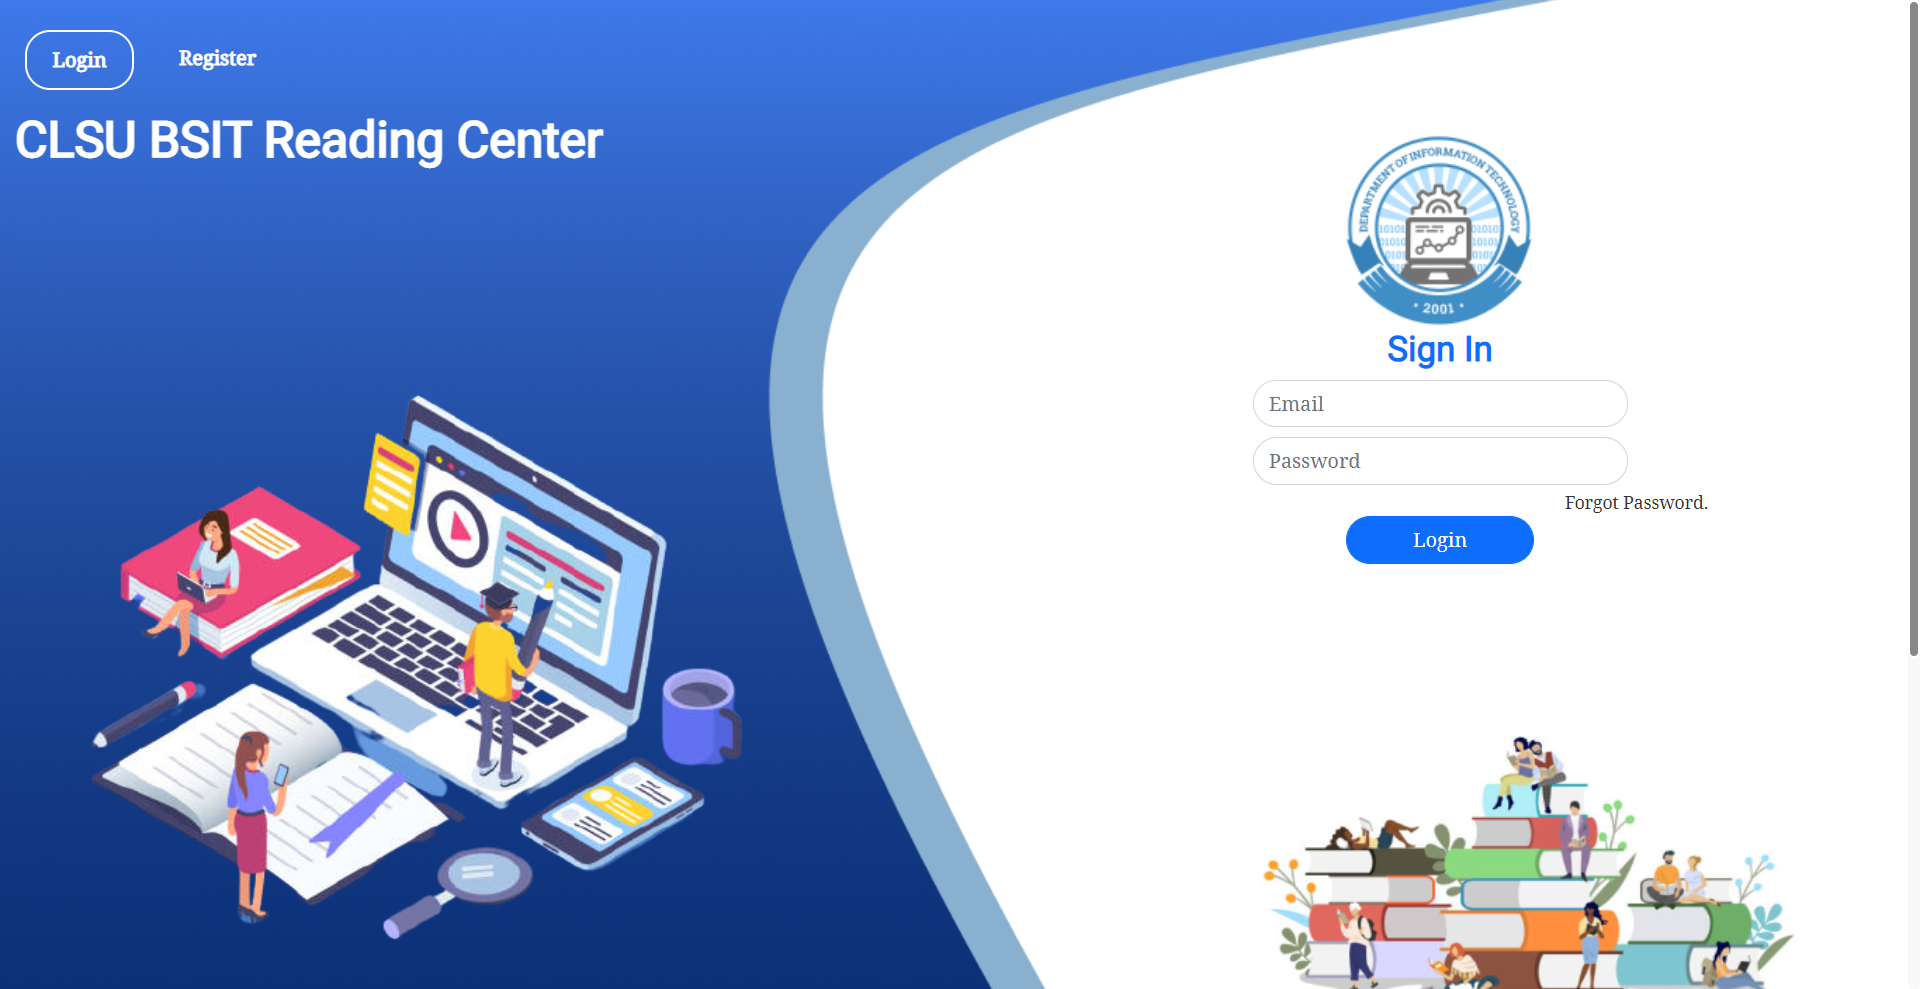 Login
Register
CLSU BSIT Reading Center
DEPARTMENT OF INFORMATION TECHNOLOGY
• 2001 •
Sign In
Email
Password
Forgot Password.
Login